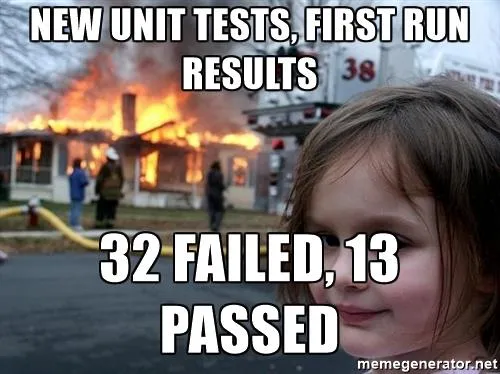 NEW UNIT TESTS, FIRST RUN
RESULTS
38
32 FAILED, 13
PASSED
memegenerator.net